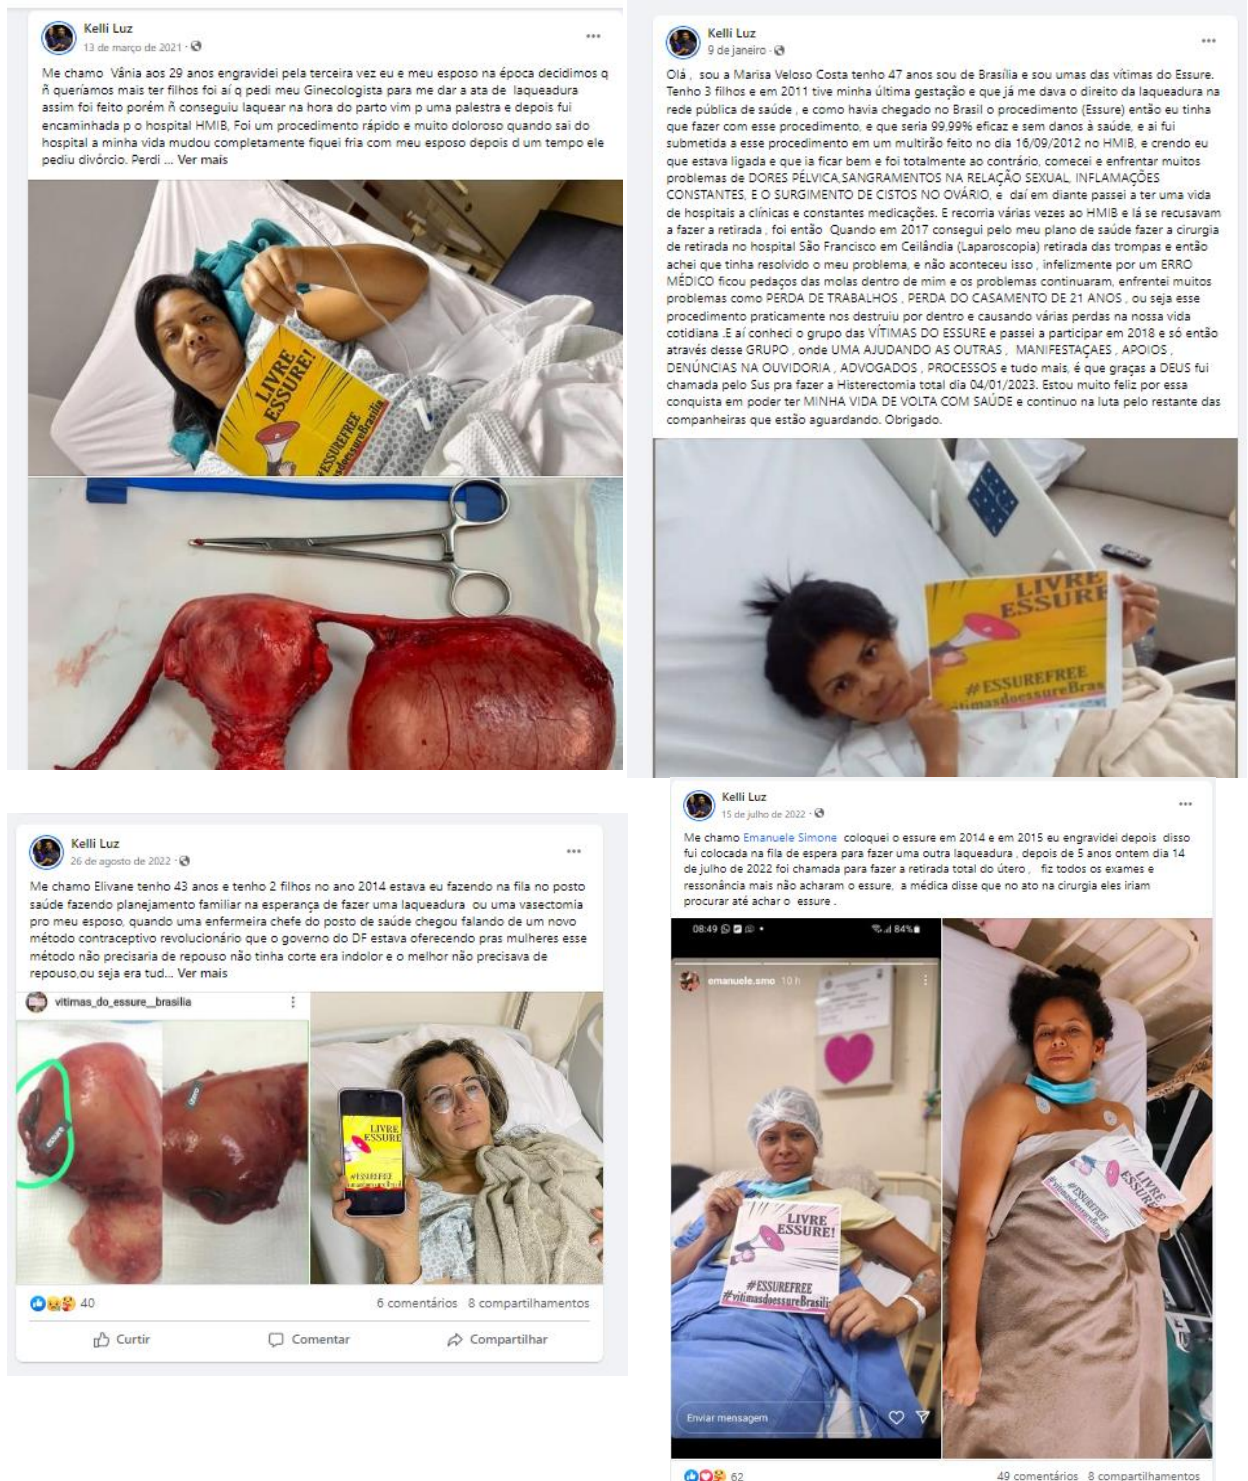 Kelli Luz
13 de março de 2021
Me chamo Vânia aos 29 anos engravidei pela terceira vez eu e meu esposo na época decidimos q
ñ queríamos mais ter filhos foi aí q pedi meu Ginecologista para me dar a ata de laqueadura
assim foi feito porém ñ conseguiu laquear na hora do parto vim p uma palestra e depois fui
encaminhada p o hospital HMIB, Foi um procedimento rápido e muito doloroso quando sai do
hospital a minha vida mudou completamente fiquei fria com meu esposo depois d um tempo ele
pediu divórcio. Perdi ... Ver mais
LIVRE
ESSURE!
#ESSUREFREE
sdoessureBrasilia
Kelli Luz
9 de janeiro
Olá , sou a Marisa Veloso Costa tenho 47 anos sou de Brasília e sou umas das vítimas do Essure.
Tenho 3 filhos e em 2011 tive minha última gestação e que já me dava o direito da laqueadura na
rede pública de saúde , e como havia chegado no Brasil o procedimento (Essure) então eu tinha
que fazer com esse procedimento, e que seria 99,99% eficaz e sem danos à saúde, e ai fui
submetida a esse procedimento em um multirão feito no dia 16/09/2012 no HMIB, e crendo eu
que estava ligada e que ia ficar bem e foi totalmente ao contrário, comecei e enfrentar muitos
problemas de DORES PÉLVICA,SANGRAMENTOS NA RELAÇÃO SEXUAL, INFLAMAÇÕES
CONSTANTES, E O SURGIMENTO DE CISTOS NO OVÁRIO, e daí em diante passei a ter uma vida
de hospitais a clínicas e constantes medicações. E recorria várias vezes ao HMIB e lá se recusavam
a fazer a retirada , foi então Quando em 2017 consegui pelo meu plano de saúde fazer a cirurgia
de retirada no hospital São Francisco em Ceilândia (Laparoscopia) retirada das trompas e então
achei que tinha resolvido o meu problema, e não aconteceu isso , infelizmente por um ERRO
MÉDICO ficou pedaços das molas dentro de mim e os problemas continuaram, enfrentei muitos
problemas como PERDA DE TRABALHOS , PERDA DO CASAMENTO DE 21 ANOS , ou seja esse
procedimento praticamente nos destruiu por dentro e causando várias perdas na nossa vida
cotidiana .E aí conheci o grupo das VÍTIMAS DO ESSURE e passei a participar em 2018 e só então
através desse GRUPO , onde UMA AJUDANDO AS OUTRAS , MANIFESTAÇAES , APOIOS ,
DENÚNCIAS NA OUVIDORIA , ADVOGADOS , PROCESSOS e tudo mais, é que graças a DEUS fui
chamada pelo Sus pra fazer a Histerectomia total dia 04/01/2023. Estou muito feliz por essa
conquista em poder ter MINHA VIDA DE VOLTA COM SAÚDE e continuo na luta pelo restante das
companheiras que estão aguardando. Obrigado.
LIVRE
ESSURE
#ESSUREFREE
vitimasdoessureBras
Kelli Luz
26 de agosto de 2022
Me chamo Elivane tenho 43 anos e tenho 2 filhos no ano 2014 estava eu fazendo na fila no posto
saúde fazendo planejamento familiar na esperança de fazer uma laqueadura ou uma vasectomia
pro meu esposo, quando uma enfermeira chefe do posto de saúde chegou falando de um novo
método contraceptivo revolucionário que o governo do DF estava oferecendo pras mulheres esse
método não precisaria de repouso não tinha corte era indolor e o melhor não precisava de
repouso,ou seja era tud... Ver mais
vitimas_do_essure__brasilia
essure
útero
LIVRE
ESSURE
#ESSUREFREE
40
6 comentários 8 compartilhamentos
Curtir Comentar Compartilhar
Kelli Luz
15 de julho de 2022
Me chamo Emanuele Simone coloquei o essure em 2014 e em 2015 eu engravidei depois disso
fui colocada na fila de espera para fazer uma outra laqueadura , depois de 5 anos ontem dia 14
de julho de 2022 foi chamada para fazer a retirada total do útero , fiz todos os exames e
ressonância mais não acharam o essure, a médica disse que no ato na cirurgia eles iriam
procurar até achar o essure .
08:49 84%
emanuele.smo 10 h
LIVRE
ESSURE!
#ESSUREFREE
#vitimasdoessureBrasili
Enviar mensagem
LIVRE
ESSURE!
#ESSUREFREE
#vitimasdoessureBrasilia
62
49 comentários 8 compartilhamentos